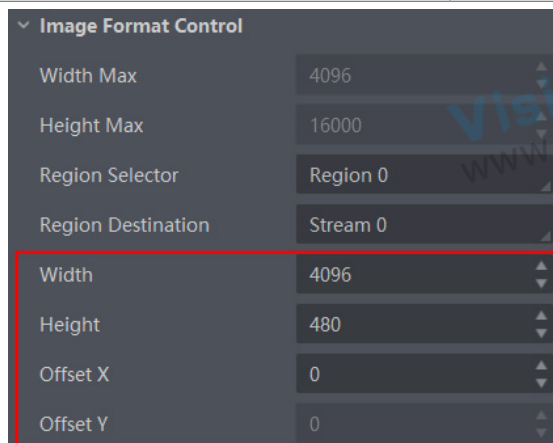 Image Format Control
Width Max 4096
Height Max 16000
Region Selector Region 0
Region Destination Stream 0
Width 4096
Height 480
Offset X 0
Offset Y 0